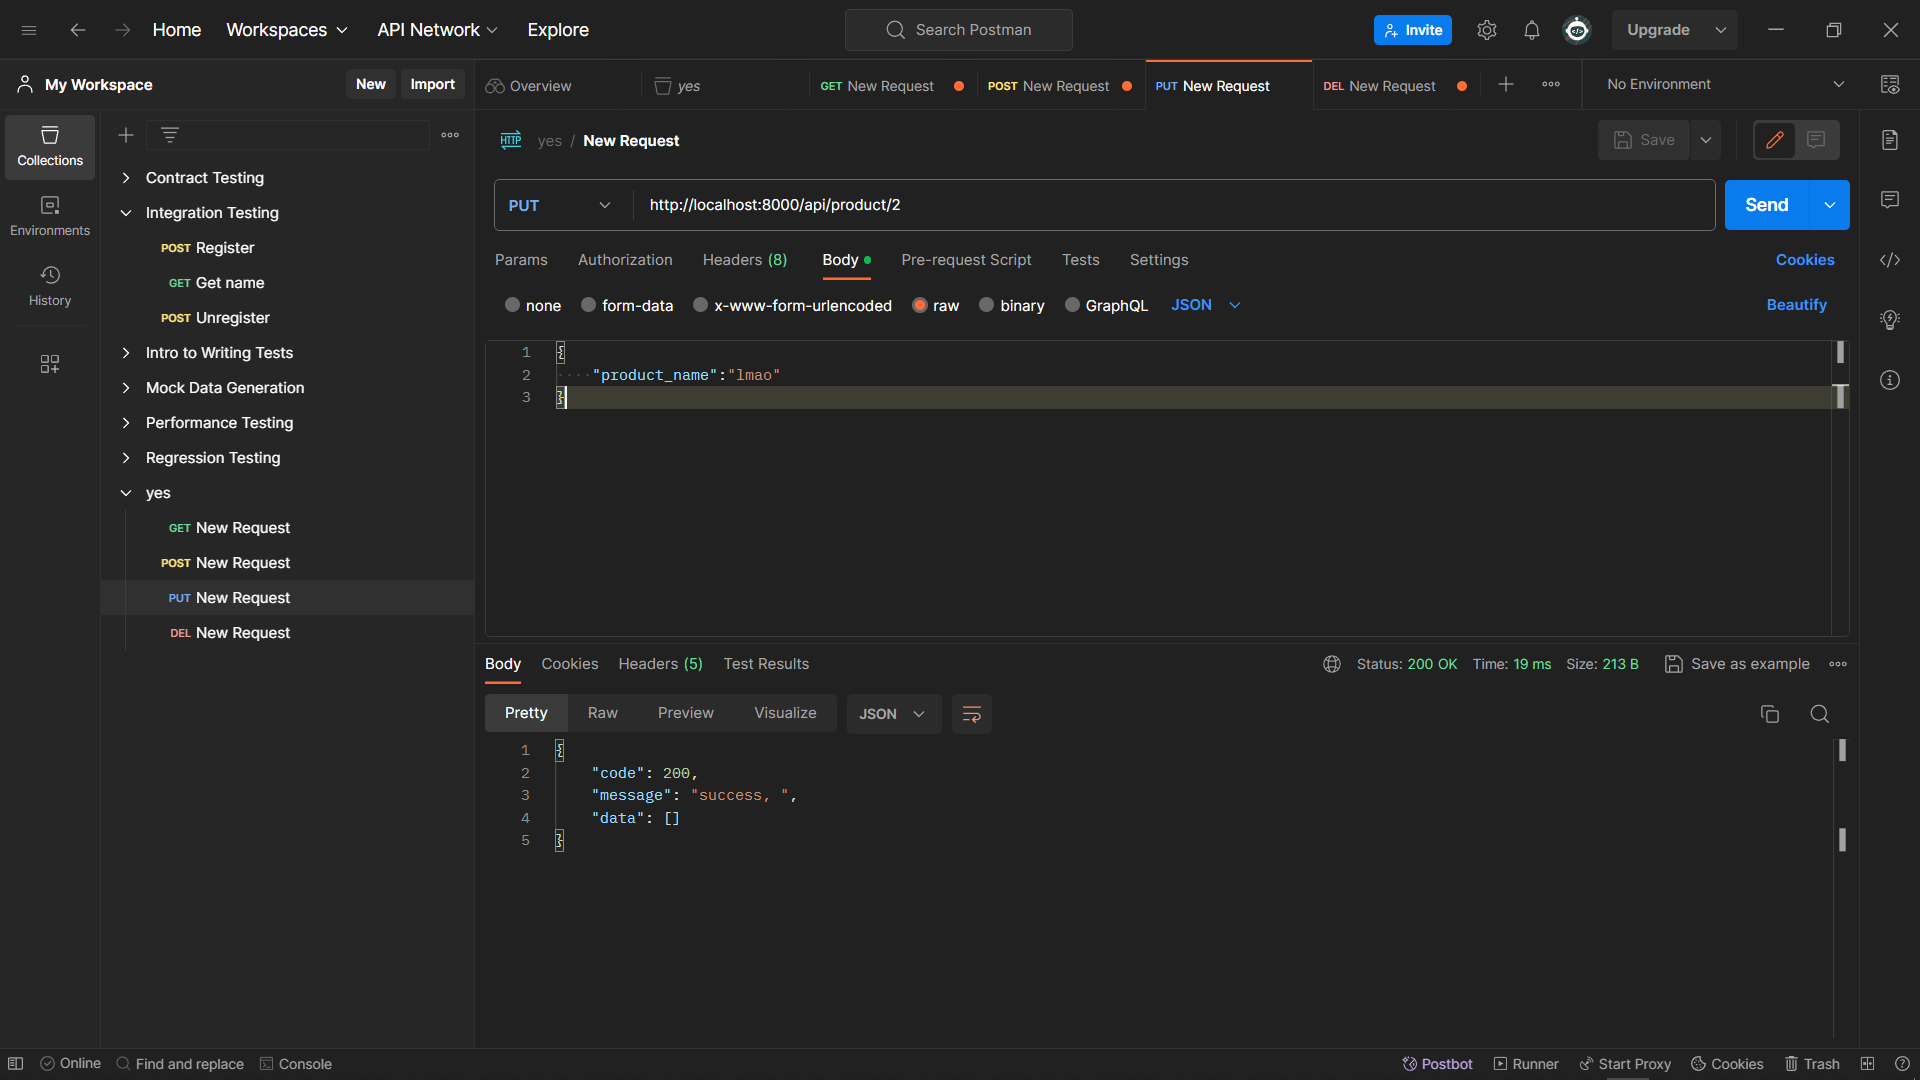 Home Workspaces API Network Explore Search Postman Invite Upgrade
My Workspace New Import Overview yes GET New Request POST New Request PUT New Request DEL New Request No Environment
Collections
Environments
History
Contract Testing
Integration Testing
POST Register
GET Get name
POST Unregister
Intro to Writing Tests
Mock Data Generation
Performance Testing
Regression Testing
yes
GET New Request
POST New Request
PUT New Request
DEL New Request
HTTP yes / New Request Save
PUT http://localhost:8000/api/product/2 Send
Params Authorization Headers (8) Body Pre-request Script Tests Settings Cookies
none form-data x-www-form-urlencoded raw binary GraphQL JSON Beautify
1 {
2 "product_name":"lmao"
3 }
Body Cookies Headers (5) Test Results Status: 200 OK Time: 19 ms Size: 213 B Save as example
Pretty Raw Preview Visualize JSON
1 {
2 "code": 200,
3 "message": "success, ",
4 "data": []
5 }
Online Find and replace Console Postbot Runner Start Proxy Cookies Trash